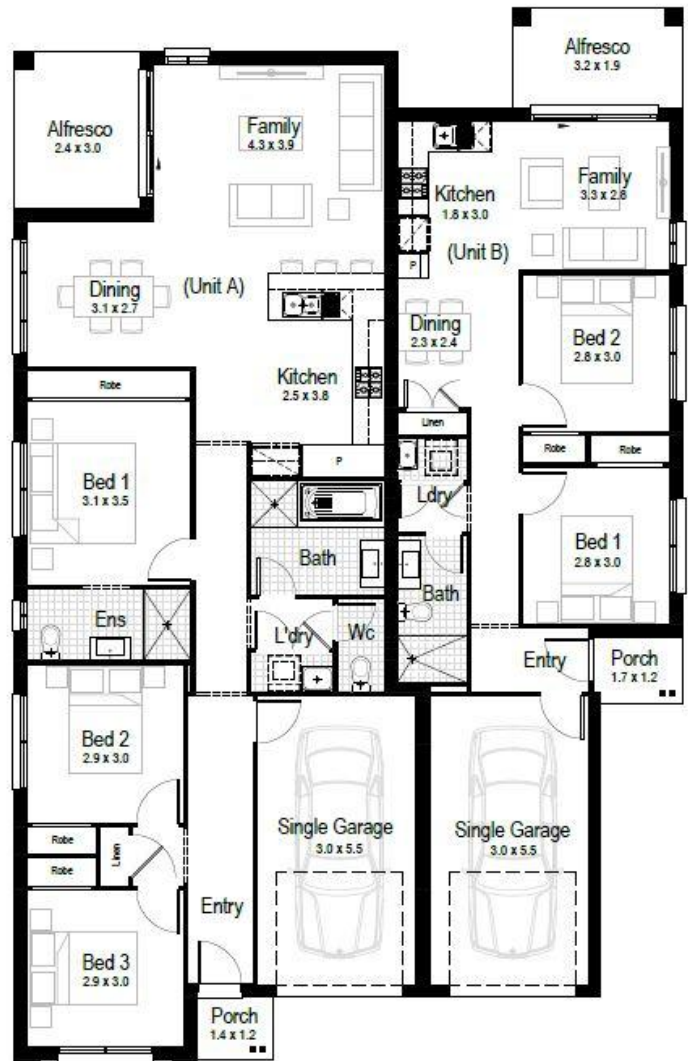 Alfresco
2.4 x 3.0
Family
4.3 x 3.9
(Unit A)
Dining
3.1 x 2.7
Kitchen
2.5 x 3.8
P
Robe
Bed 1
3.1 x 3.5
Bath
Ens
L'dry
Wc
Bed 2
2.9 x 3.0
Robe
Robe
Linen
Bed 3
2.9 x 3.0
Entry
Single Garage
3.0 x 5.5
Porch
1.4 x 1.2
Alfresco
3.2 x 1.9
Family
3.3 x 2.8
Kitchen
1.8 x 3.0
(Unit B)
P
Dining
2.3 x 2.4
Bed 2
2.8 x 3.0
Linen
Robe
Robe
Ldry
Bed 1
2.8 x 3.0
Bath
Entry
Porch
1.7 x 1.2
Single Garage
3.0 x 5.5